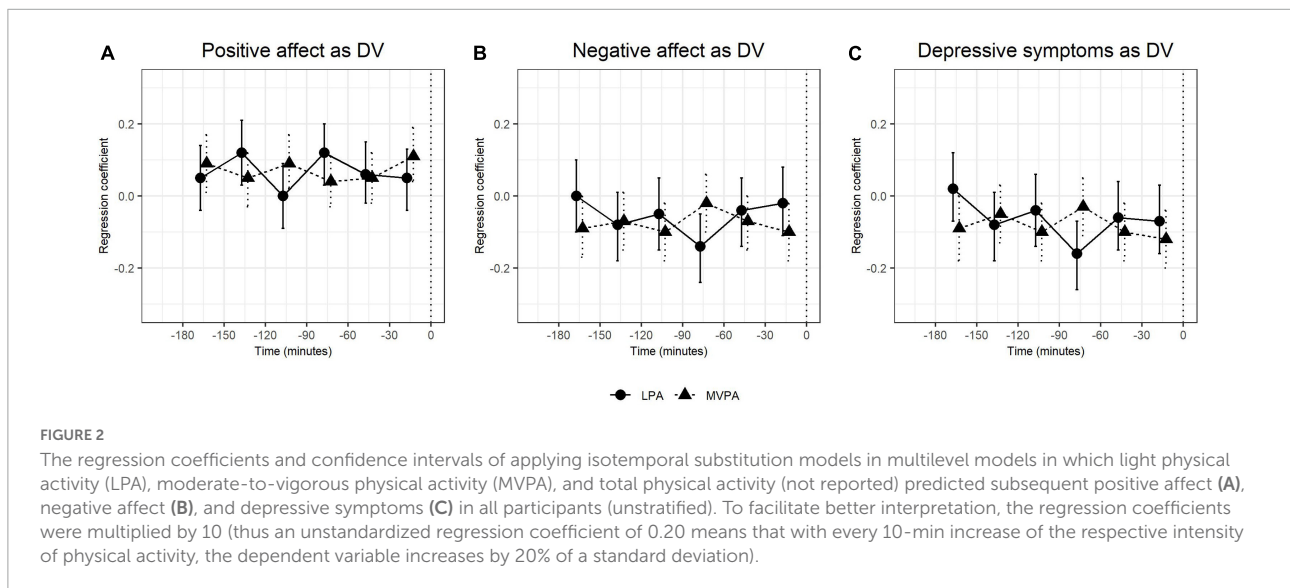 A Positive affect as DV
Regression coefficient
0.2
0.0
-0.2
-180 -150 -120 -90 -60 -30 0
Time (minutes)
B Negative affect as DV
Regression coefficient
0.2
0.0
-0.2
-180 -150 -120 -90 -60 -30 0
Time (minutes)
C Depressive symptoms as DV
Regression coefficient
0.2
0.0
-0.2
-180 -150 -120 -90 -60 -30 0
Time (minutes)
LPA MVPA
FIGURE 2
The regression coefficients and confidence intervals of applying isotemporal substitution models in multilevel models in which light physical
activity (LPA), moderate-to-vigorous physical activity (MVPA), and total physical activity (not reported) predicted subsequent positive affect (A),
negative affect (B), and depressive symptoms (C) in all participants (unstratified). To facilitate better interpretation, the regression coefficients
were multiplied by 10 (thus an unstandardized regression coefficient of 0.20 means that with every 10-min increase of the respective intensity
of physical activity, the dependent variable increases by 20% of a standard deviation).